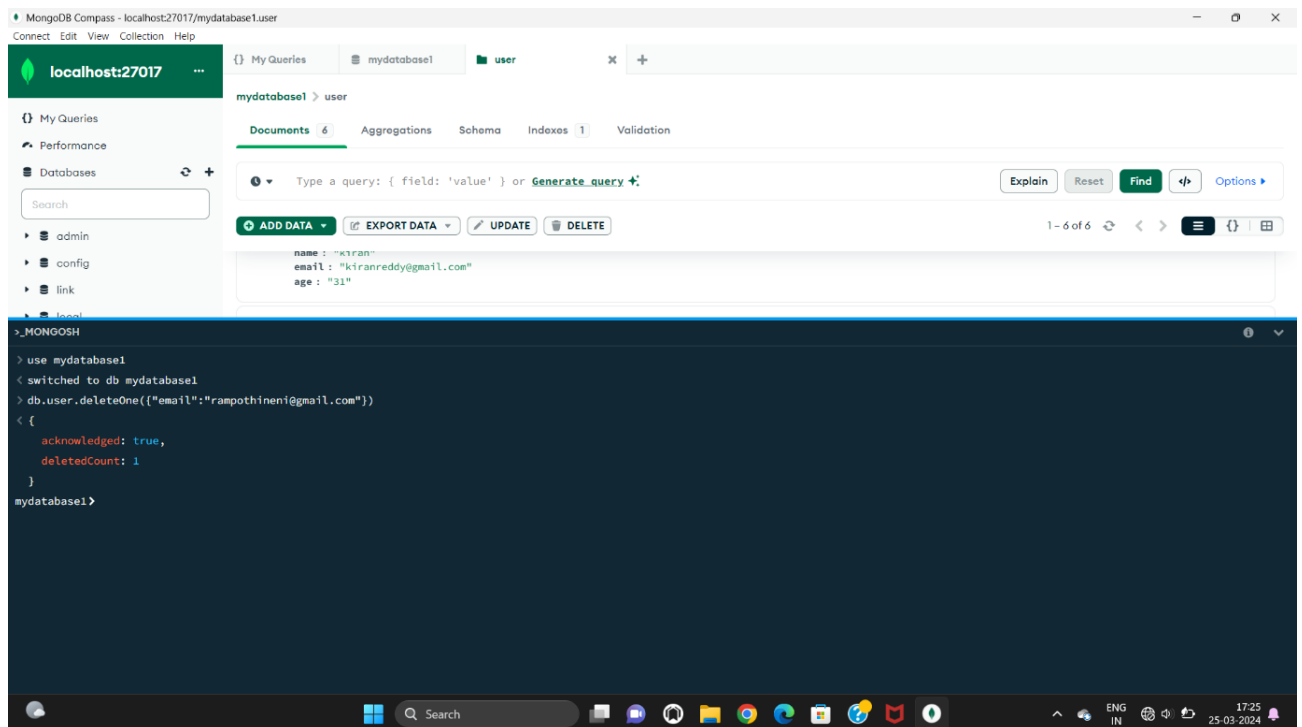 MongoDB Compass - localhost:27017/mydatabase1.user
Connect Edit View Collection Help
localhost:27017 ...
{} My Queries mydatabase1 user
mydatabase1 > user
{} My Queries
Performance
Databases
Search
admin
config
link
local
Documents 6 Aggregations Schema Indexes 1 Validation
Type a query: { field: 'value' } or Generate query
Explain Reset Find </> Options
ADD DATA EXPORT DATA UPDATE DELETE
1 – 6 of 6 {}
name : "kiran"
email : "kiranreddy@gmail.com"
age : "31"
>_MONGOSH
> use mydatabase1
< switched to db mydatabase1
> db.user.deleteOne({"email":"rampothineni@gmail.com"})
< {
acknowledged: true,
deletedCount: 1
}
mydatabase1>
Search
ENG
IN
17:25
25-03-2024